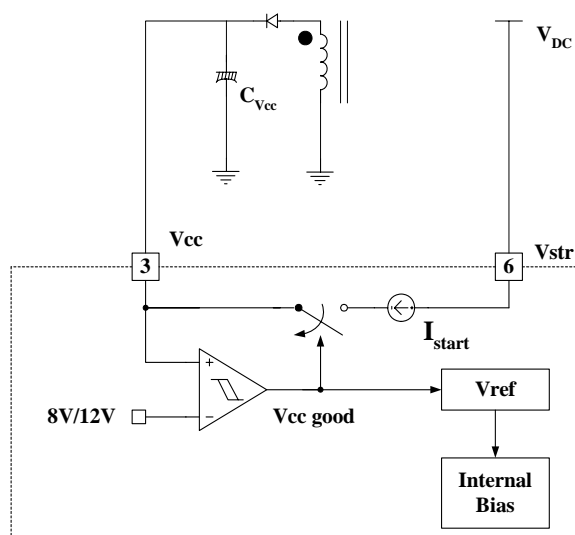 V_DC
C_Vcc
Vcc
Vstr
3
6
I_start
+
8V/12V
−
Vcc good
Vref
Internal
Bias